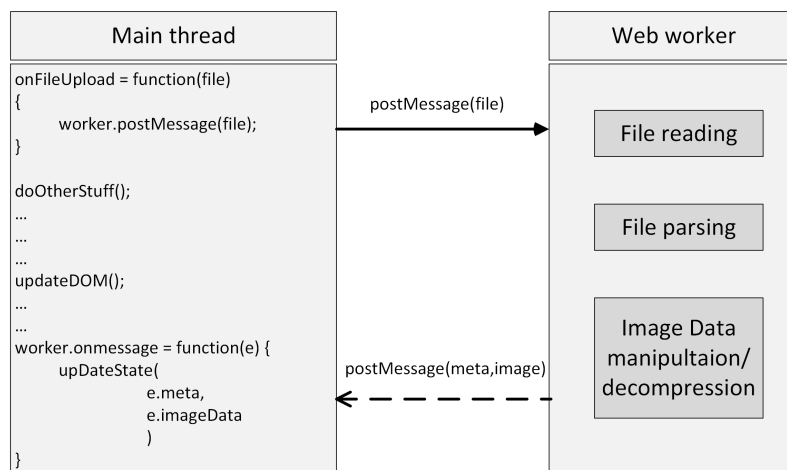 Main thread
onFileUpload = function(file)
{
worker.postMessage(file);
}
doOtherStuff();
...
...
...
updateDOM();
...
...
worker.onmessage = function(e) {
upDateState(
e.meta,
e.imageData
)
}
postMessage(file)
postMessage(meta,image)
Web worker
File reading
File parsing
Image Data
manipultaion/
decompression